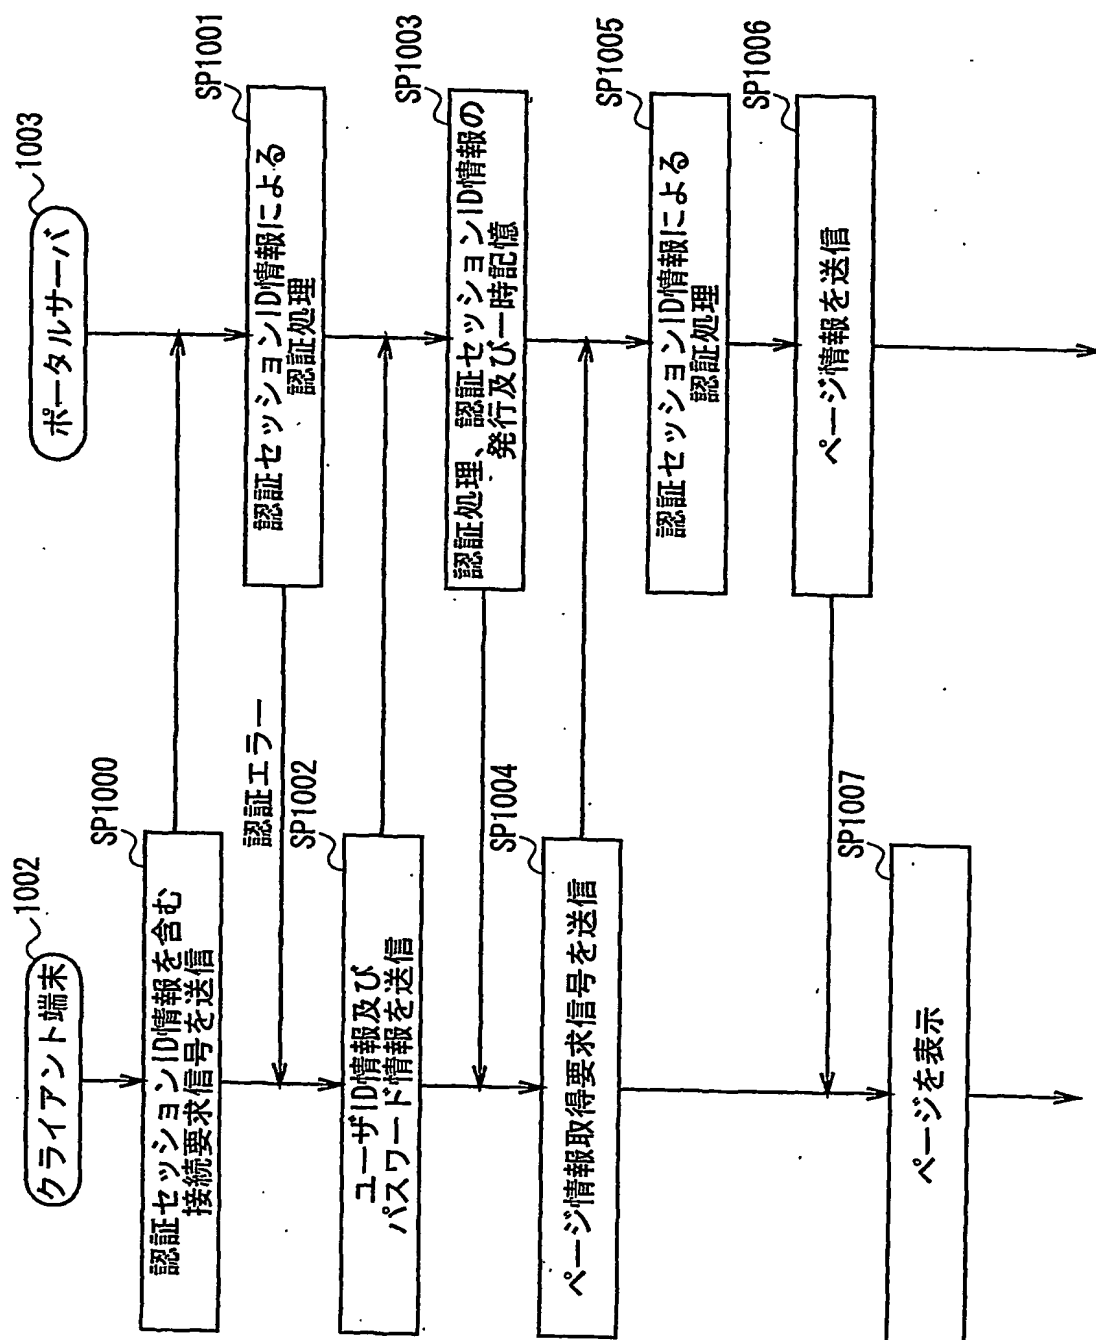 クライアント端末
1002
ポータルサーバ
1003
SP1000
認証セッションID情報を含む
接続要求信号を送信
SP1001
認証セッションID情報による
認証処理
認証エラー
SP1002
ユーザID情報及び
パスワード情報を送信
SP1003
認証処理、認証セッションID情報の
発行及び一時記憶
SP1004
ページ情報取得要求信号を送信
SP1005
認証セッションID情報による
認証処理
SP1006
ページ情報を送信
SP1007
ページを表示